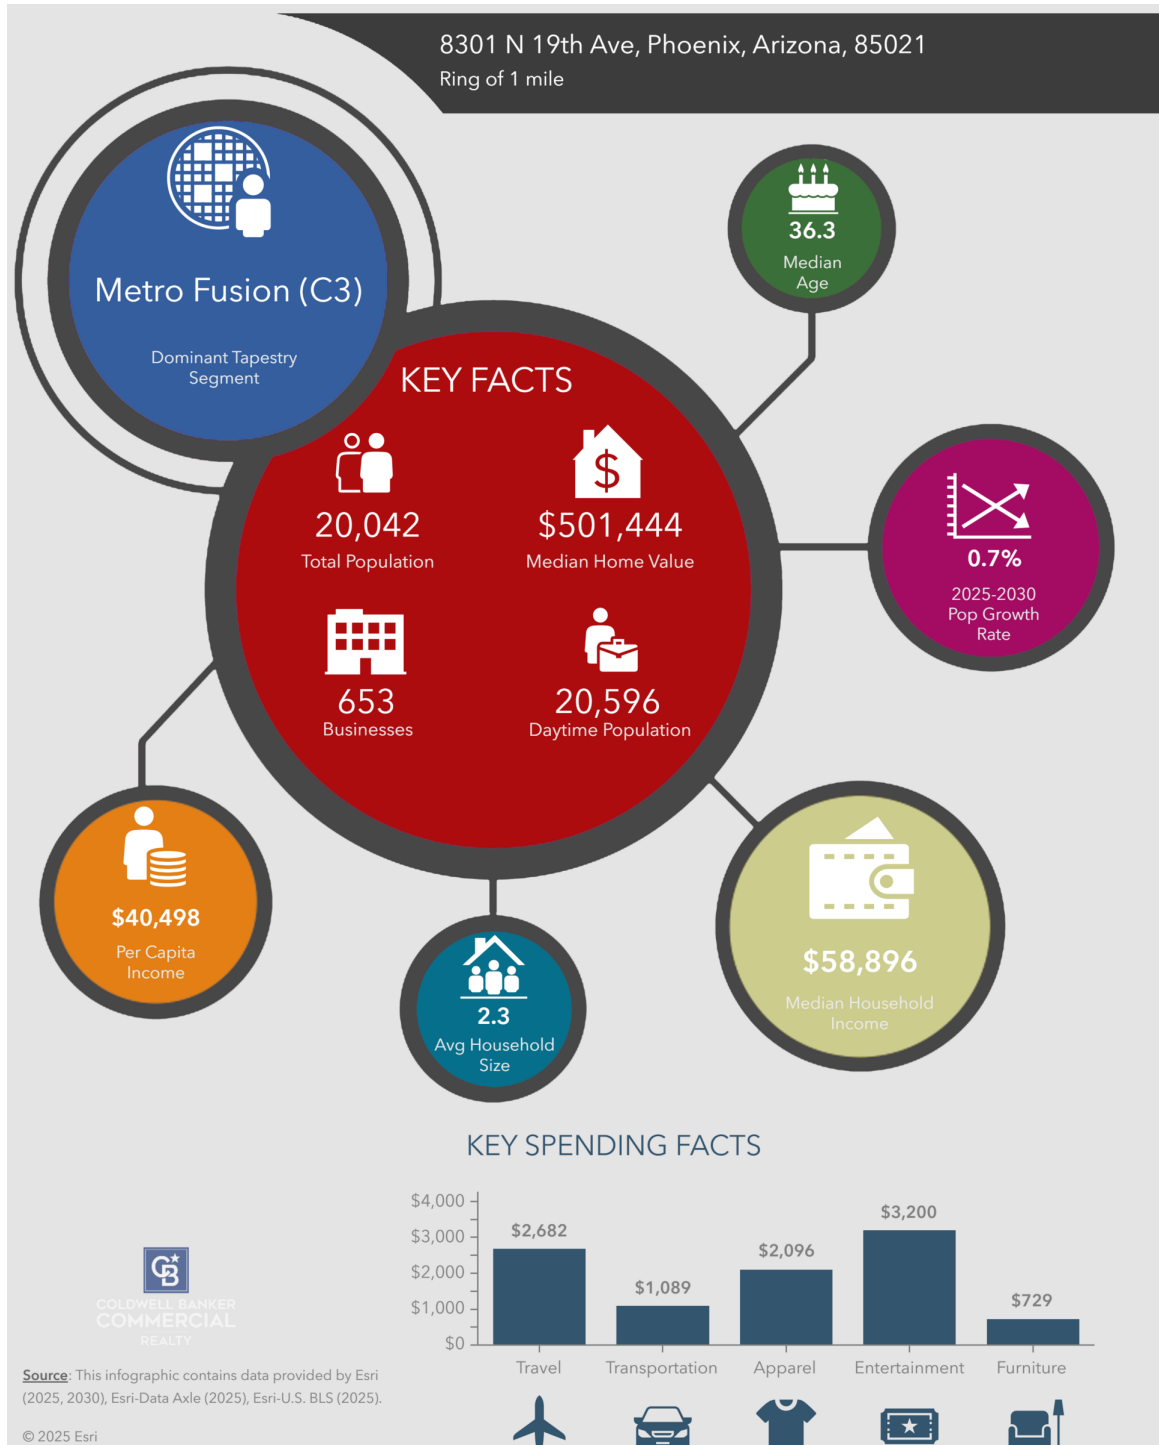 8301 N 19th Ave, Phoenix, Arizona, 85021
Ring of 1 mile
Metro Fusion (C3)
Dominant Tapestry
Segment
36.3
Median
Age
KEY FACTS
$
20,042
Total Population
$501,444
Median Home Value
653
Businesses
20,596
Daytime Population
0.7%
2025-2030
Pop Growth
Rate
$40,498
Per Capita
Income
2.3
Avg Household
Size
$58,896
Median Household
Income
KEY SPENDING FACTS
$4,000
$3,000
$2,000
$1,000
$0
$2,682
$1,089
$2,096
$3,200
$729
Travel
Transportation
Apparel
Entertainment
Furniture
CB
COLDWELL BANKER
COMMERCIAL
REALTY
Source: This infographic contains data provided by Esri
(2025, 2030), Esri-Data Axle (2025), Esri-U.S. BLS (2025).
© 2025 Esri